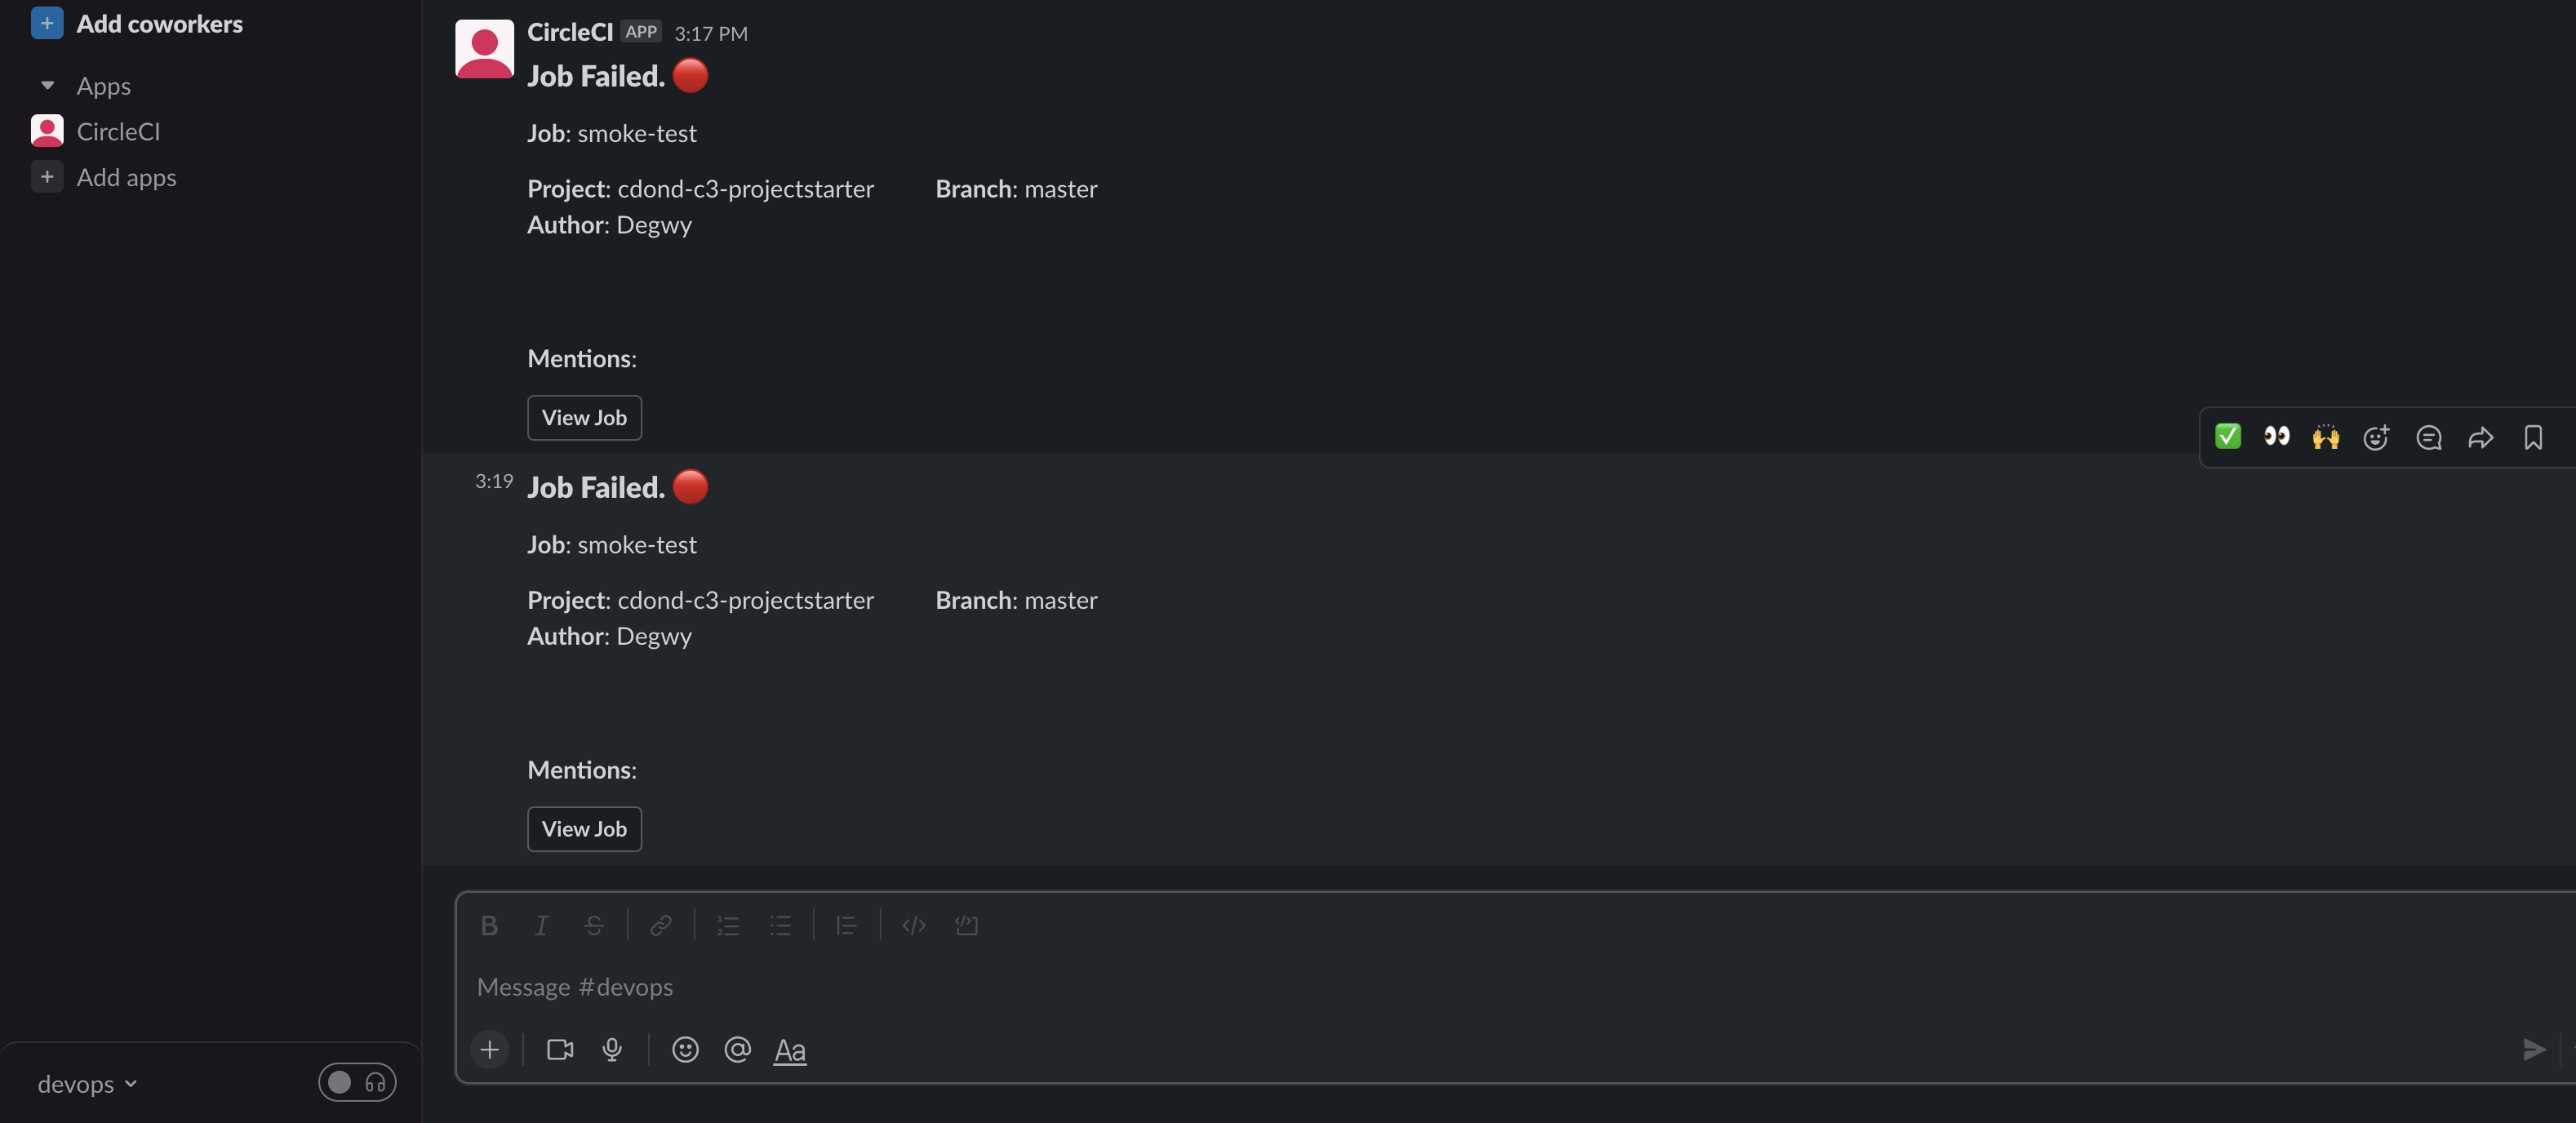 Add coworkers
Apps
CircleCI
Add apps
devops
CircleCI APP 3:17 PM
Job Failed.
Job: smoke-test
Project: cdond-c3-projectstarter Branch: master
Author: Degwy
Mentions:
View Job
3:19 Job Failed.
Job: smoke-test
Project: cdond-c3-projectstarter Branch: master
Author: Degwy
Mentions:
View Job
Message #devops
Aa